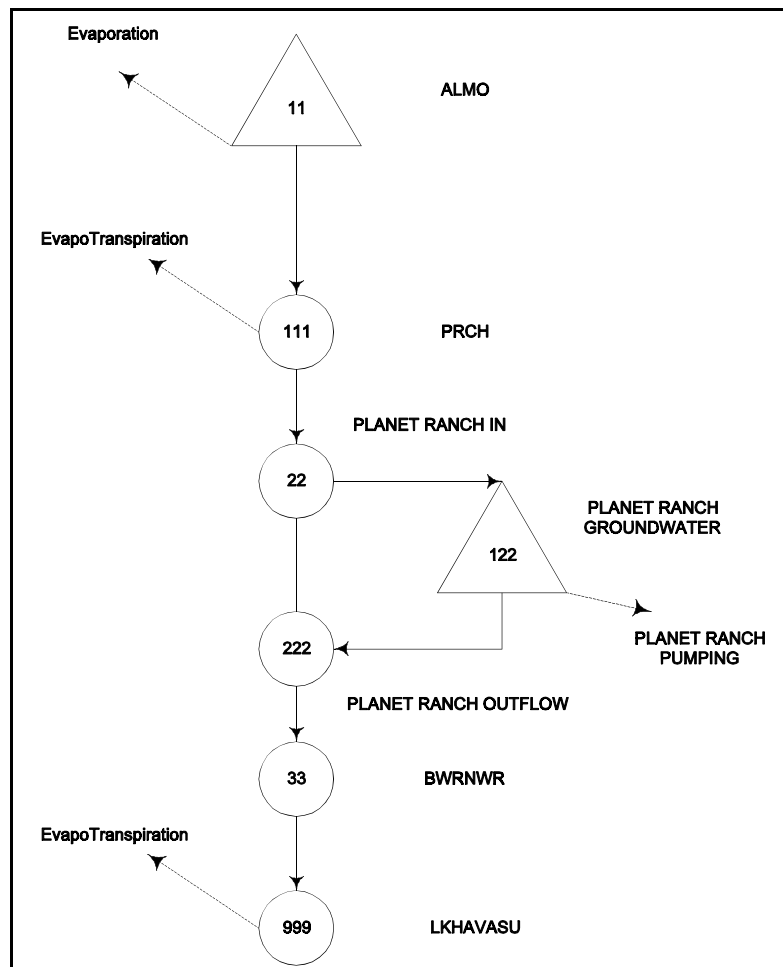 Evaporation
11
ALMO
EvapoTranspiration
111
PRCH
PLANET RANCH IN
22
PLANET RANCH
GROUNDWATER
122
222
PLANET RANCH
PUMPING
PLANET RANCH OUTFLOW
33
BWRNWR
EvapoTranspiration
999
LKHAVASU